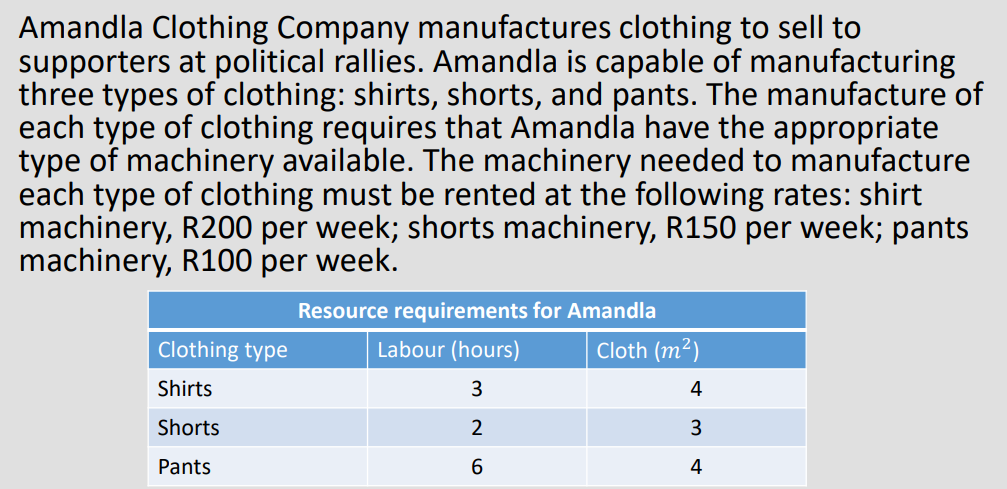 Amandla Clothing Company manufactures clothing to sell to
supporters at political rallies. Amandla is capable of manufacturing
three types of clothing: shirts, shorts, and pants. The manufacture of
each type of clothing requires that Amandla have the appropriate
type of machinery available. The machinery needed to manufacture
each type of clothing must be rented at the following rates: shirt
machinery, R200 per week; shorts machinery, R150 per week; pants
machinery, R100 per week.
Resource requirements for Amandla
Clothing type Labour (hours) Cloth (m²)
Shirts 3 4
Shorts 2 3
Pants 6 4